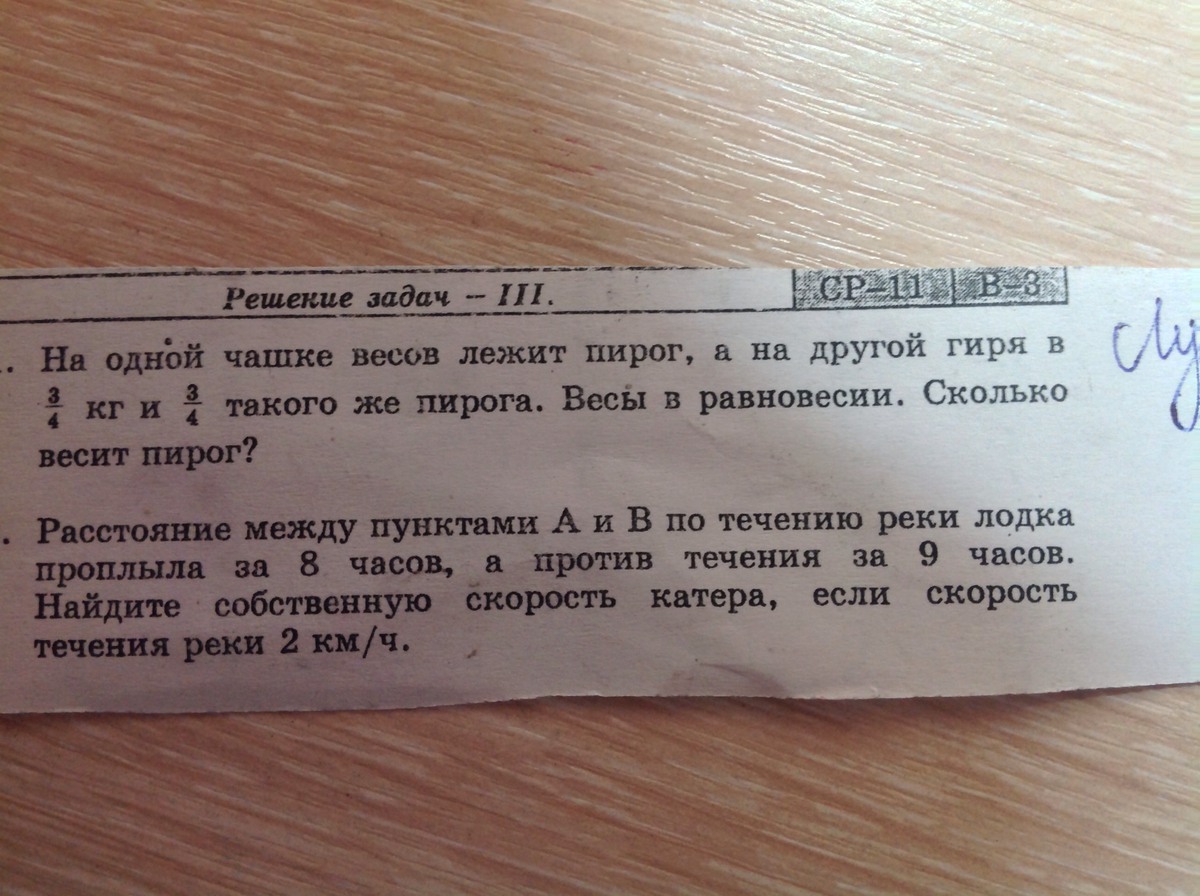 Решение задач – III. СР–11 В–3
. На одной чашке весов лежит пирог, а на другой гиря в
3/4 кг и 3/4 такого же пирога. Весы в равновесии. Сколько
весит пирог?
. Расстояние между пунктами А и В по течению реки лодка
проплыла за 8 часов, а против течения за 9 часов.
Найдите собственную скорость катера, если скорость
течения реки 2 км/ч.